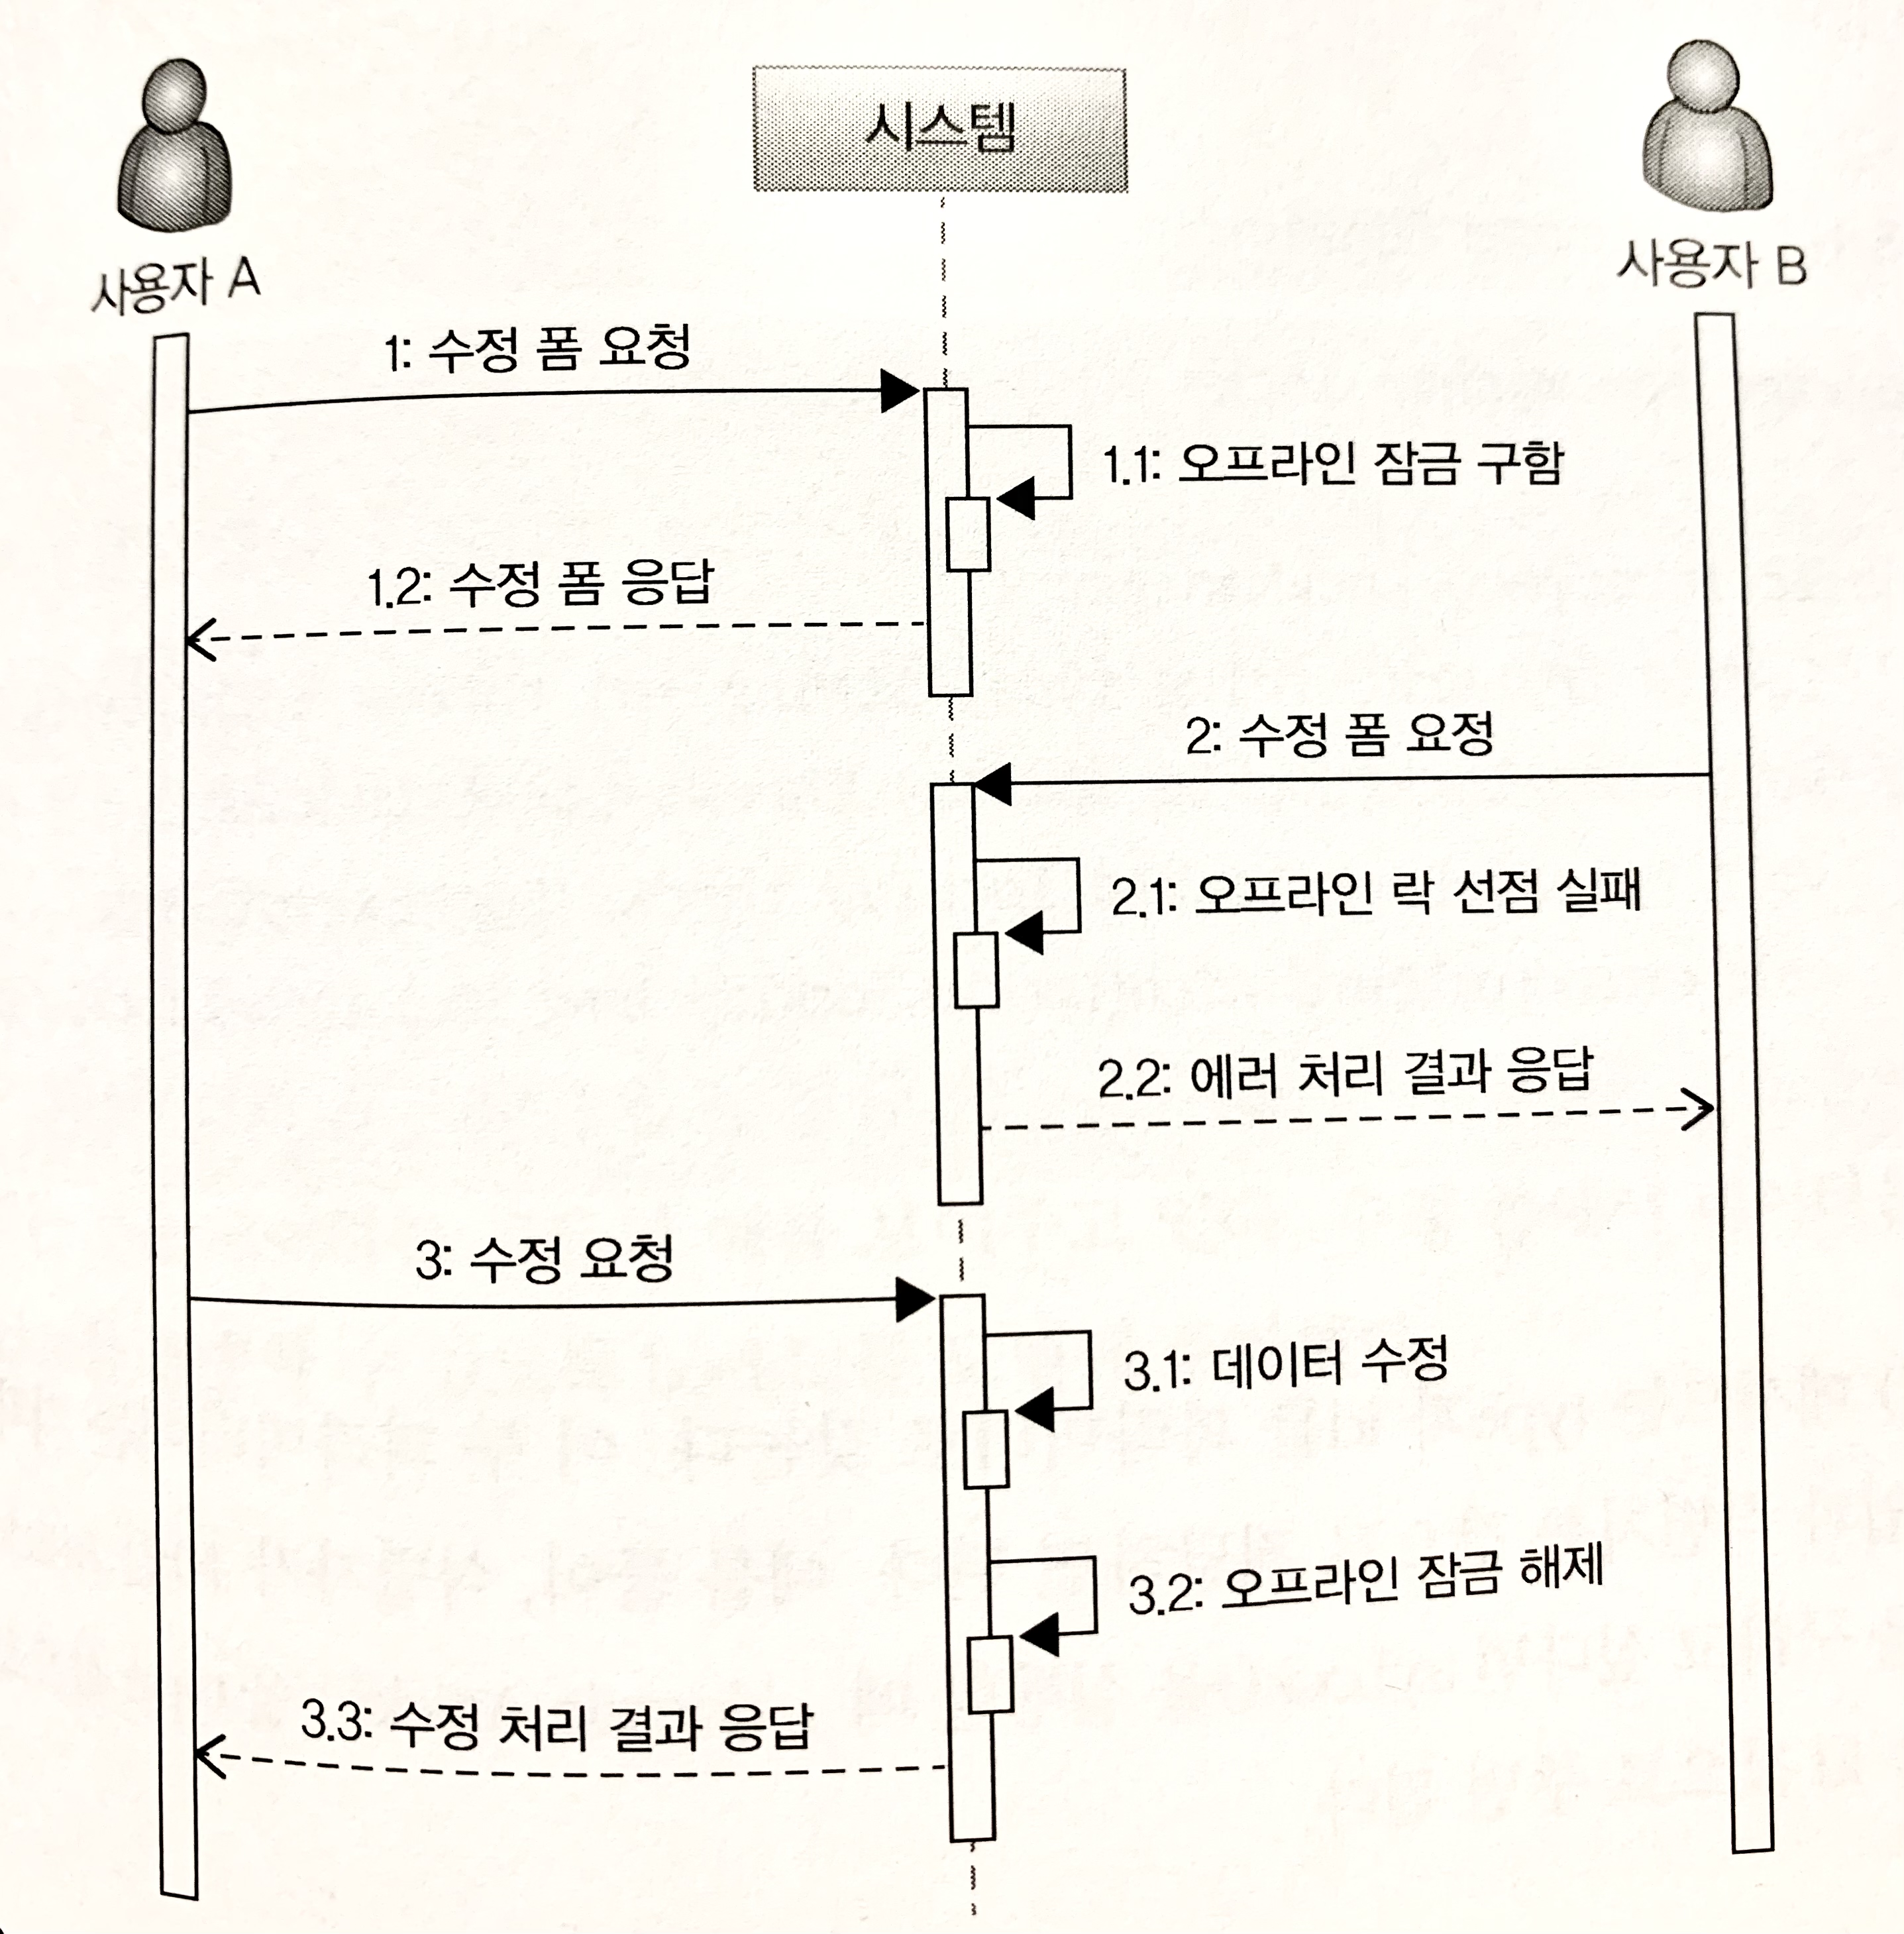 시스템
사용자 A
사용자 B
1: 수정 폼 요청
1.1: 오프라인 잠금 구함
1.2: 수정 폼 응답
2: 수정 폼 요정
2.1: 오프라인 락 선점 실패
2.2: 에러 처리 결과 응답
3: 수정 요청
3.1: 데이터 수정
3.2: 오프라인 잠금 해제
3.3: 수정 처리 결과 응답